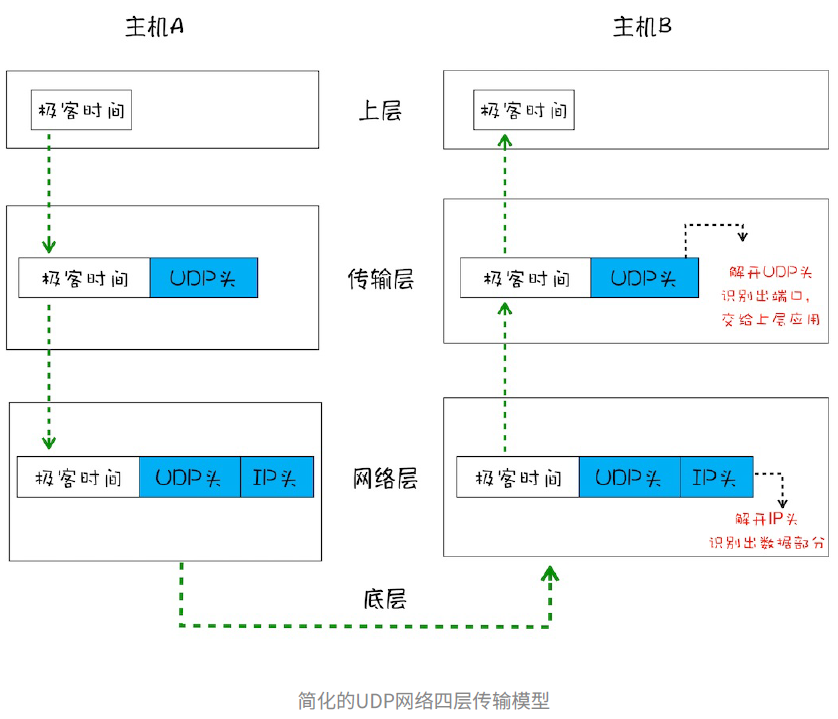 主机A
主机B
极客时间
上层
极客时间
极客时间
UDP头
传输层
极客时间
UDP头
解开UDP头
识别出端口,
交给上层应用
极客时间
UDP头
IP头
网络层
极客时间
UDP头
IP头
解开IP头
识别出数据部分
底层
简化的UDP网络四层传输模型